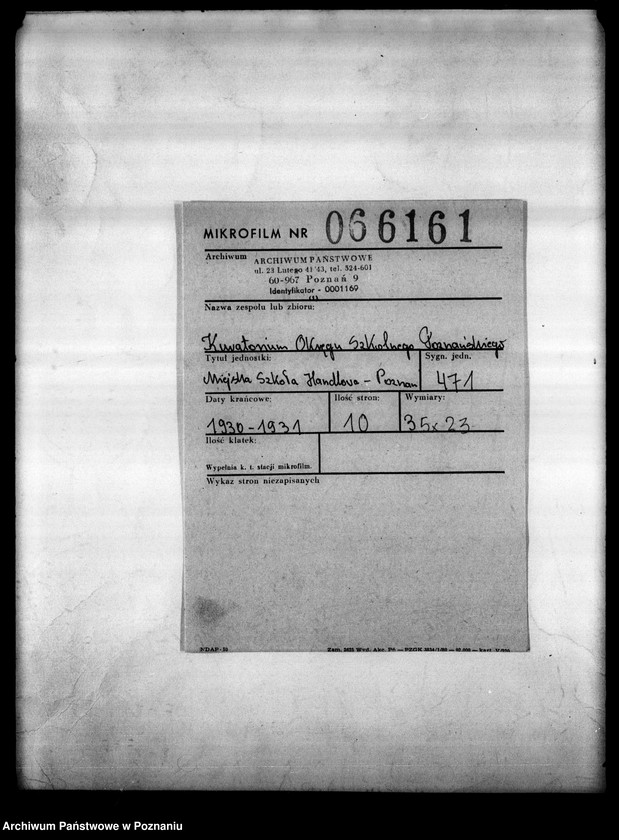 MIKROFILM NR 066161
Archiwum ARCHIWUM PAŃSTWOWE
ul. 23 Lutego 41/43, tel. 524-601
60-967 Poznań 9
Identyfikator - 0001169
(1)
Nazwa zespołu lub zbioru:
Kuratorium Okręgu Szkolnego Poznańskiego
Tytuł jednostki: Sygn. jedn.
Miejska Szkoła Handlowa - Poznań 471
Daty krańcowe: Ilość stron: Wymiary:
1930-1931 10 35x23
Ilość klatek:
Wypełnia k. t. stacji mikrofilm.
Wykaz stron niezapisanych
Archiwum Państwowe w Poznaniu